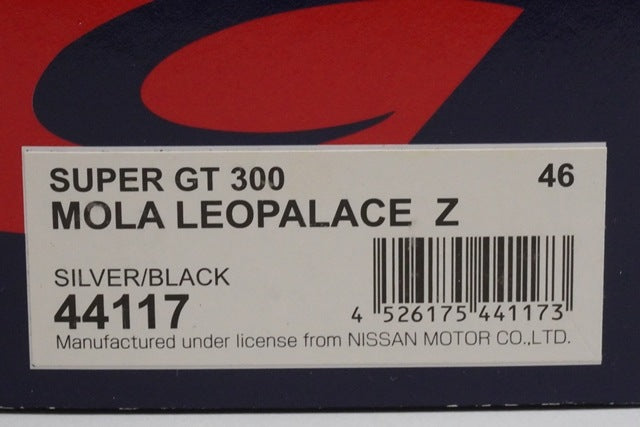 SUPER GT 300 46
MOLA LEOPALACE Z
SILVER/BLACK
44117
4 526175 441173
Manufactured under license from NISSAN MOTOR CO.,LTD.